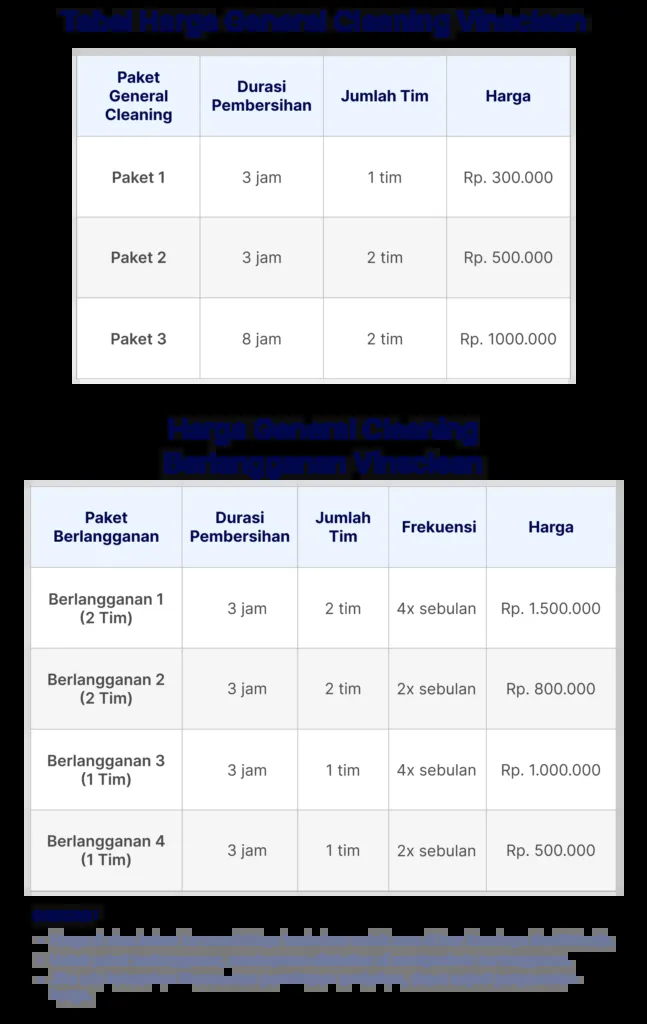 Tabel Harga General Cleaning Vinaclean
Paket General Cleaning Durasi Pembersihan Jumlah Tim Harga
Paket 1 3 jam 1 tim Rp. 300.000
Paket 2 3 jam 2 tim Rp. 500.000
Paket 3 8 jam 2 tim Rp. 1000.000
Harga General Cleaning
Berlangganan Vinaclean
Paket Berlangganan Durasi Pembersihan Jumlah Tim Frekuensi Harga
Berlangganan 1 (2 Tim) 3 jam 2 tim 4x sebulan Rp. 1.500.000
Berlangganan 2 (2 Tim) 3 jam 2 tim 2x sebulan Rp. 800.000
Berlangganan 3 (1 Tim) 3 jam 1 tim 4x sebulan Rp. 1.000.000
Berlangganan 4 (1 Tim) 3 jam 1 tim 2x sebulan Rp. 500.000